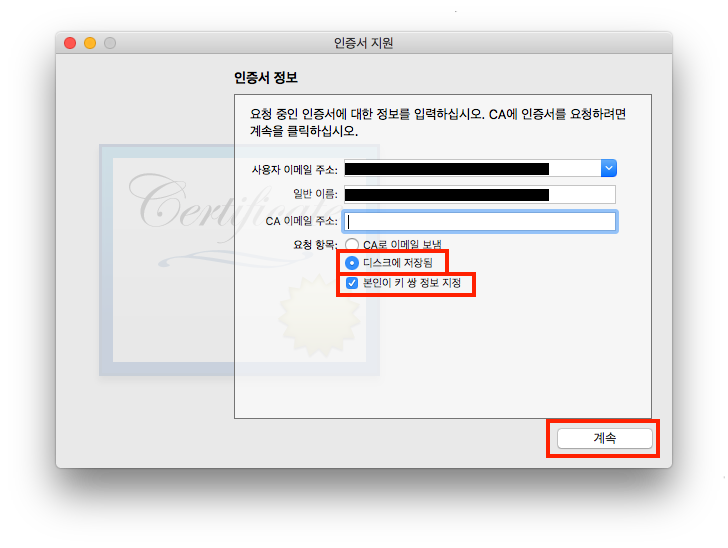 인증서 지원
인증서 정보
요청 중인 인증서에 대한 정보를 입력하십시오. CA에 인증서를 요청하려면
계속을 클릭하십시오.
사용자 이메일 주소:
일반 이름:
CA 이메일 주소:
요청 항목: CA로 이메일 보냄
디스크에 저장됨
본인이 키 쌍 정보 지정
Certificate
계속